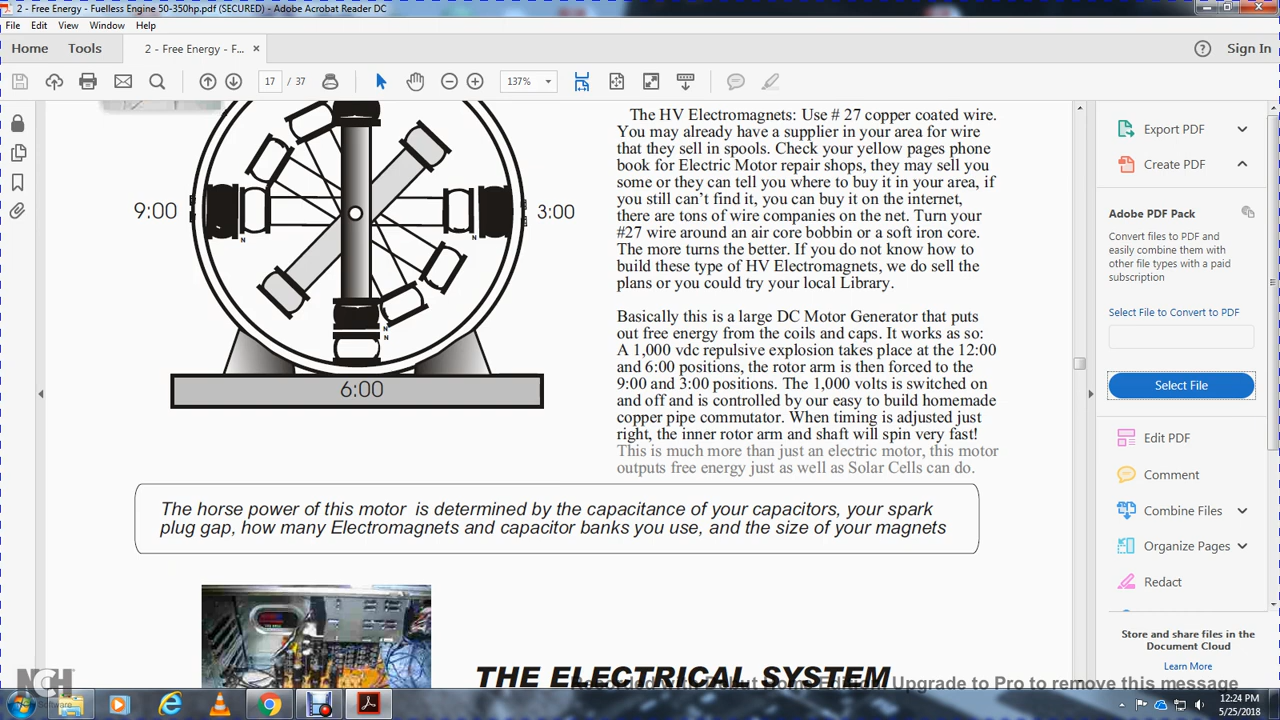 2 - Free Energy - Fuelless Engine 50-350hp.pdf (SECURED) - Adobe Acrobat Reader DC
File Edit View Window Help
Home Tools 2 - Free Energy - F... × Sign In
17 / 37 137%
9:00
3:00
6:00
N
N
N
N
The HV Electromagnets: Use # 27 copper coated wire.
You may already have a supplier in your area for wire
that they sell in spools. Check your yellow pages phone
book for Electric Motor repair shops, they may sell you
some or they can tell you where to buy it in your area, if
you still can't find it, you can buy it on the internet,
there are tons of wire companies on the net. Turn your
#27 wire around an air core bobbin or a soft iron core.
The more turns the better. If you do not know how to
build these type of HV Electromagnets, we do sell the
plans or you could try your local Library.
Basically this is a large DC Motor Generator that puts
out free energy from the coils and caps. It works as so:
A 1,000 vdc repulsive explosion takes place at the 12:00
and 6:00 positions, the rotor arm is then forced to the
9:00 and 3:00 positions. The 1,000 volts is switched on
and off and is controlled by our easy to build homemade
copper pipe commutator. When timing is adjusted just
right, the inner rotor arm and shaft will spin very fast!
This is much more than just an electric motor, this motor
outputs free energy just as well as Solar Cells can do.
The horse power of this motor is determined by the capacitance of your capacitors, your spark
plug gap, how many Electromagnets and capacitor banks you use, and the size of your magnets
THE ELECTRICAL SYSTEM
Export PDF
Create PDF
Adobe PDF Pack
Convert files to PDF and
easily combine them with
other file types with a paid
subscription
Select File to Convert to PDF
Select File
Edit PDF
Comment
Combine Files
Organize Pages
Redact
Store and share files in the
Document Cloud
Learn More
NCH
Software
Upgrade to Pro to remove this message
12:24 PM
5/25/2018